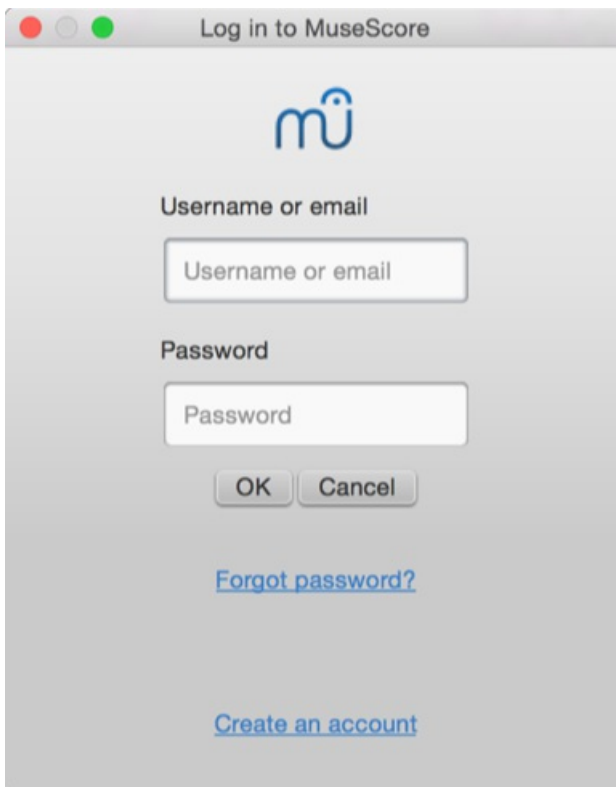 Log in to MuseScore
Username or email
Username or email
Password
Password
OK Cancel
Forgot password?
Create an account